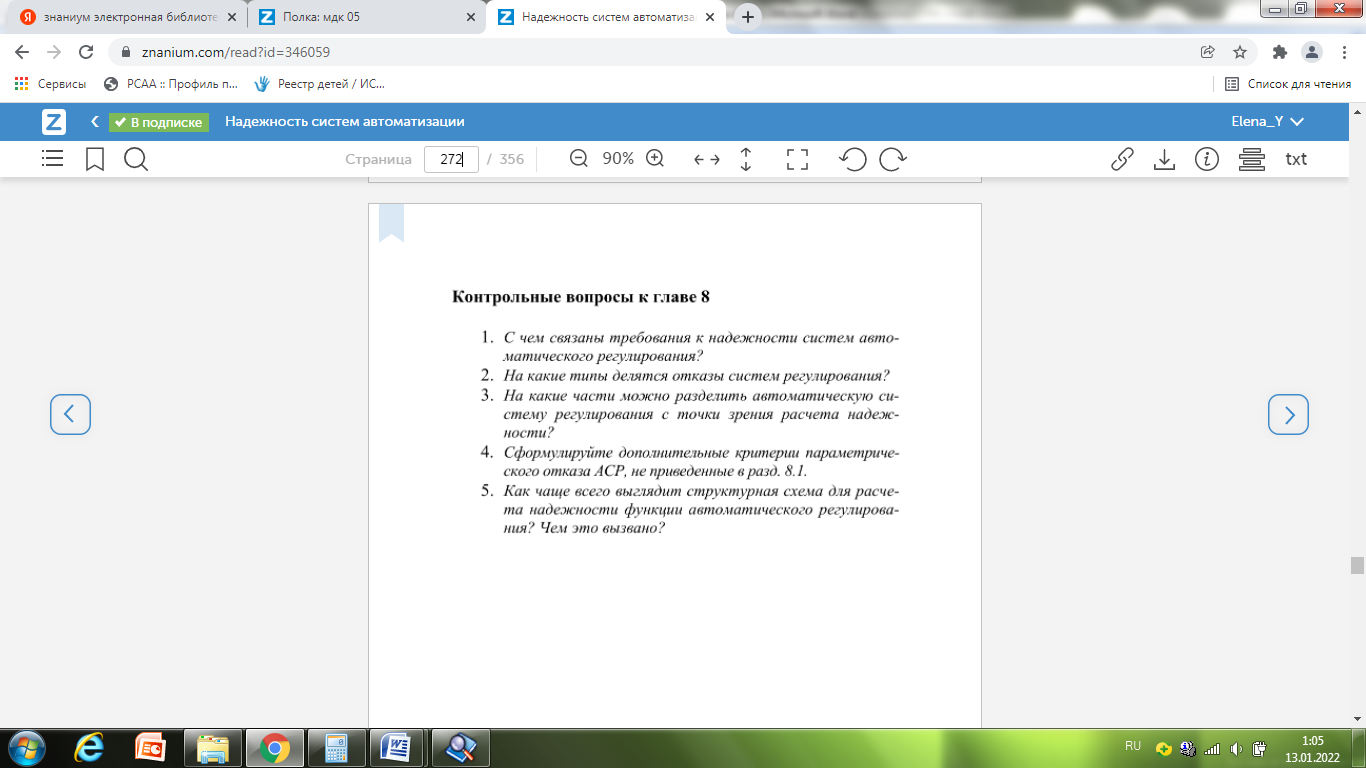 знаниум электронная библиоте
Полка: мдк 05
Надежность систем автоматиза
znanium.com/read?id=346059
Сервисы
РСАА :: Профиль п...
Реестр детей / ИС...
Список для чтения
В подписке
Надежность систем автоматизации
Elena_Y
Страница
272
/ 356
90%
txt
Контрольные вопросы к главе 8
1. С чем связаны требования к надежности систем авто-
матического регулирования?
2. На какие типы делятся отказы систем регулирования?
3. На какие части можно разделить автоматическую си-
стему регулирования с точки зрения расчета надеж-
ности?
4. Сформулируйте дополнительные критерии параметриче-
ского отказа АСР, не приведенные в разд. 8.1.
5. Как чаще всего выглядит структурная схема для расче-
та надежности функции автоматического регулирова-
ния? Чем это вызвано?
RU
1:05
13.01.2022